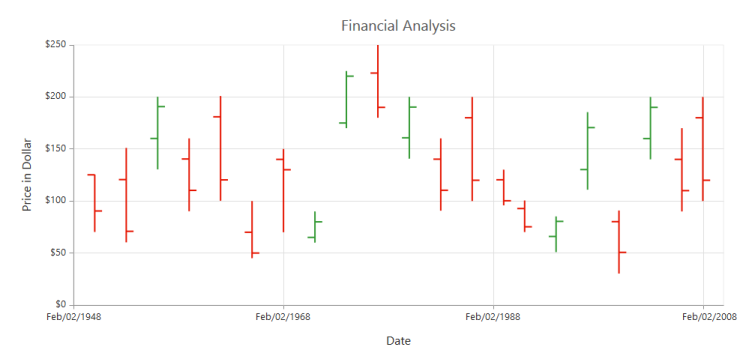 Financial Analysis
$250
$200
$150
$100
$50
$0
Price in Dollar
Feb/02/1948
Feb/02/1968
Feb/02/1988
Feb/02/2008
Date